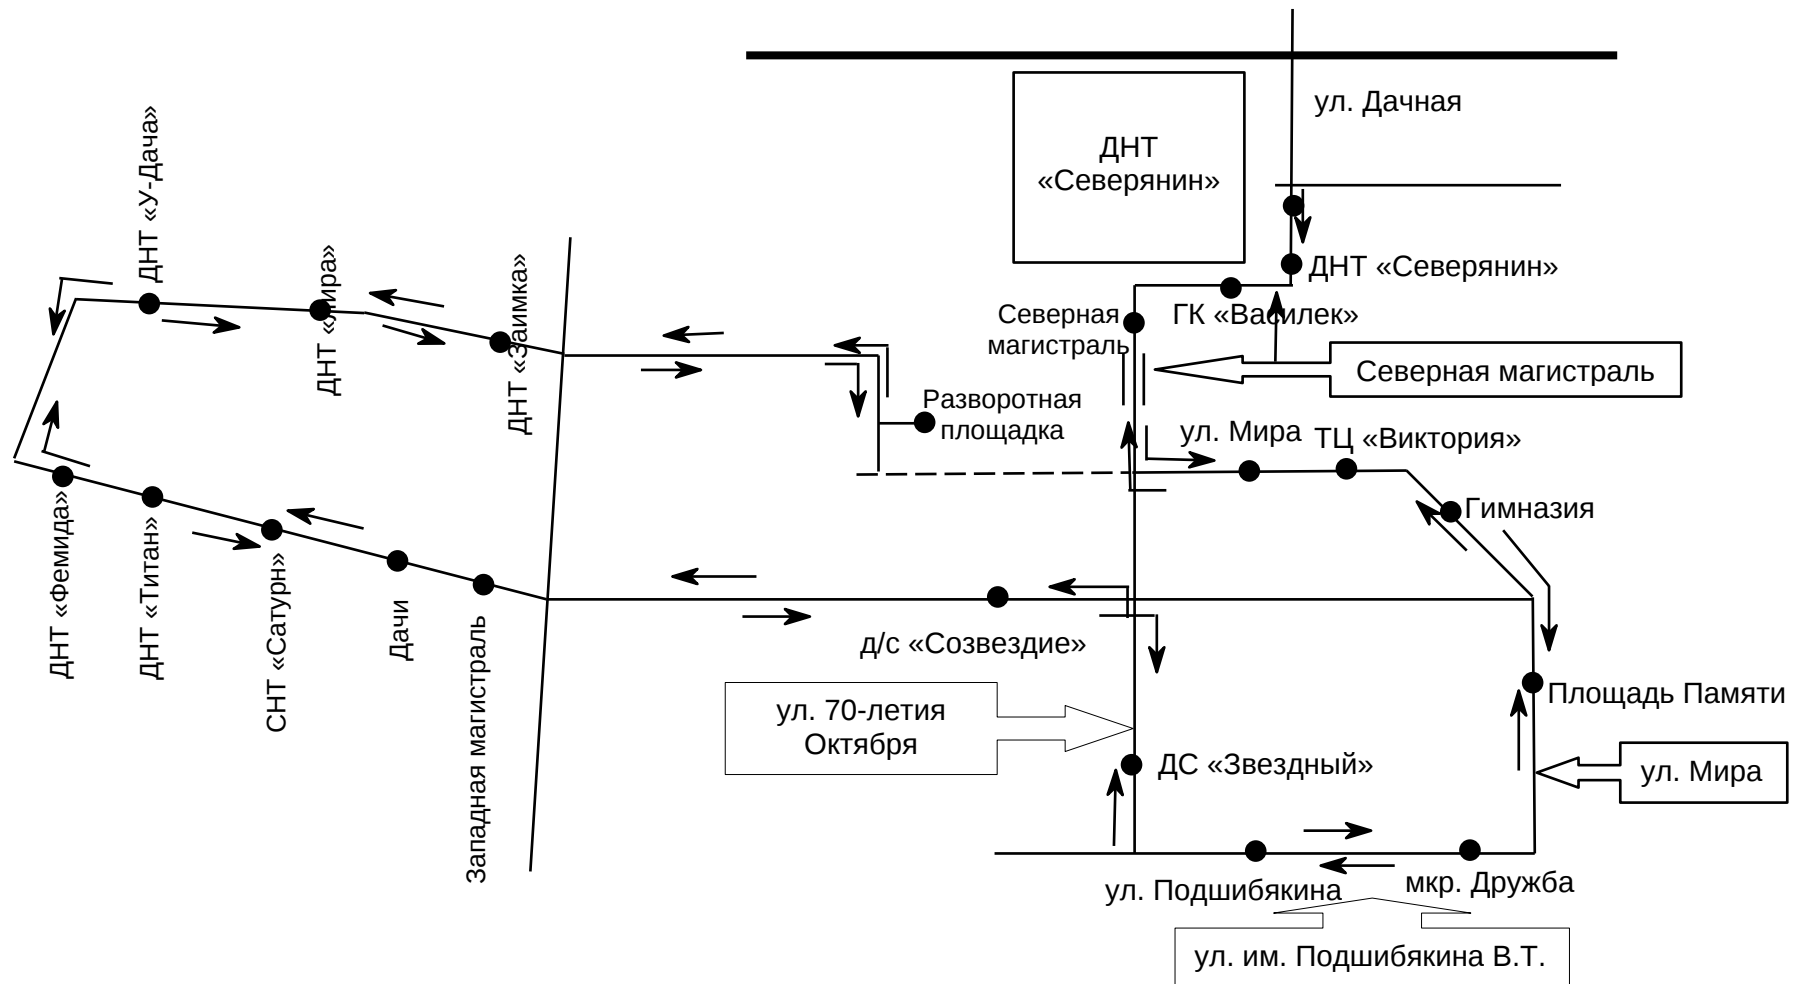 ул. Дачная
ДНТ
«Северянин»
ДНТ «У-Дача»
ДНТ «Лира»
ДНТ «Заимка»
ДНТ «Северянин»
Северная
магистраль
ГК «Василек»
Северная магистраль
Разворотная
площадка
ул. Мира
ТЦ «Виктория»
Гимназия
ДНТ «Фемида»
ДНТ «Титан»
СНТ «Сатурн»
Дачи
Западная магистраль
д/с «Созвездие»
Площадь Памяти
ул. 70-летия
Октября
ДС «Звездный»
ул. Мира
ул. Подшибякина
мкр. Дружба
ул. им. Подшибякина В.Т.